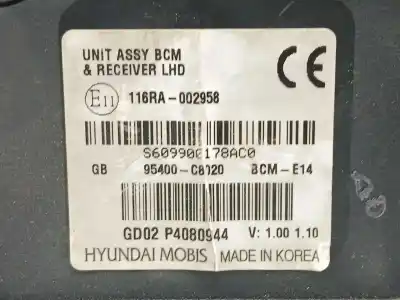 UNIT ASSY BCM
& RECEIVER LHD
CE
E11 116RA-002958
S609900178AC0
GB 95400-C8020 BCM-E14
GD02 P4080944 V: 1.00 1.10
HYUNDAI MOBIS MADE IN KOREA